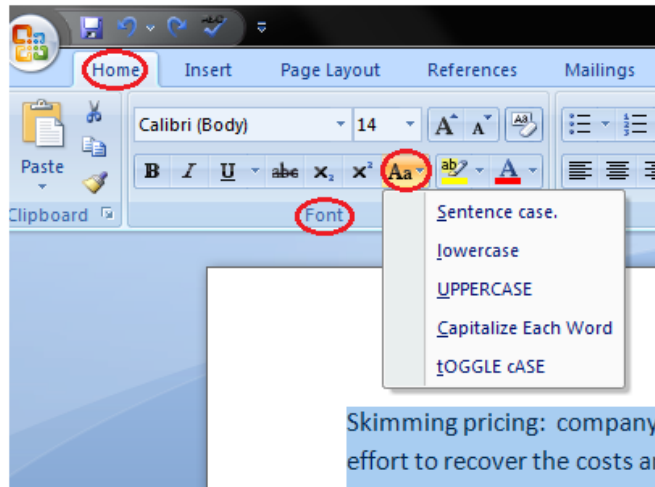 Home Insert Page Layout References Mailings
Calibri (Body) 14 A A Aa
Paste B I U abc x₂ x² Aa ab A
Clipboard Font
Sentence case.
lowercase
UPPERCASE
Capitalize Each Word
tOGGLE cASE
Skimming pricing: company
effort to recover the costs